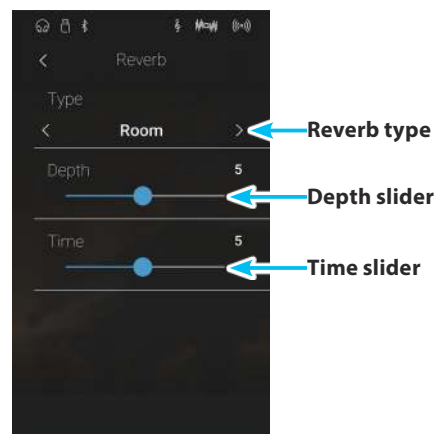 Reverb
Type
Room
Reverb type
Depth
5
Depth slider
Time
5
Time slider